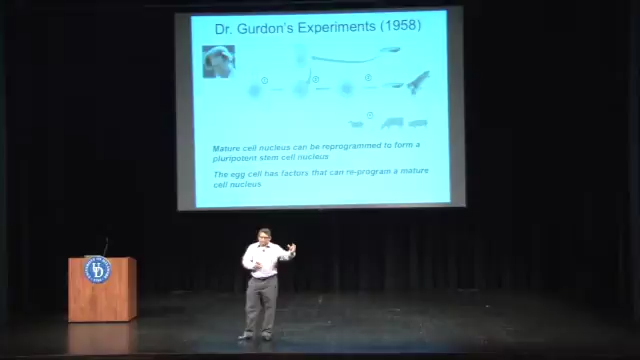 Dr. Gurdon's Experiments (1958)
Mature cell nucleus can be reprogrammed to form a
pluripotent stem cell nucleus
The egg cell has factors that can re-program a mature
cell nucleus
UD